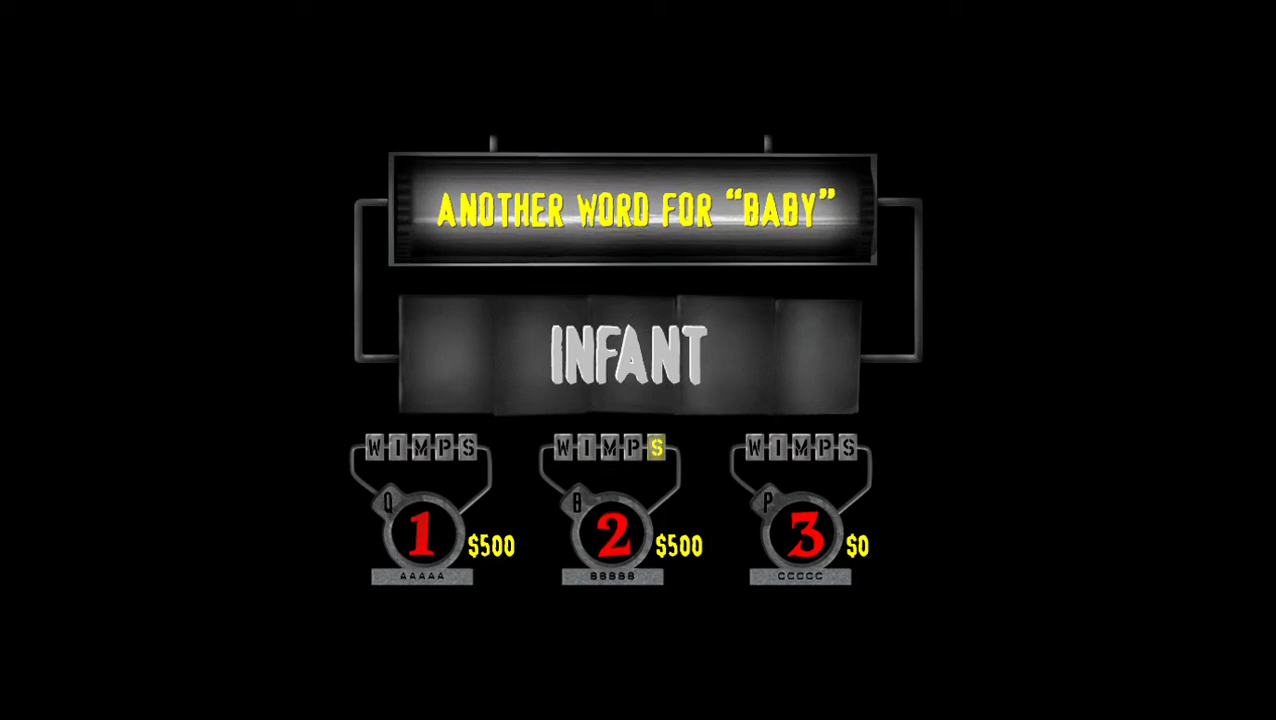 ANOTHER WORD FOR “BABY”
INFANT
WIMPS WIMPS WIMPS
Q B P
1 $500 2 $500 3 $0
AAAAA BBBBB CCCCC